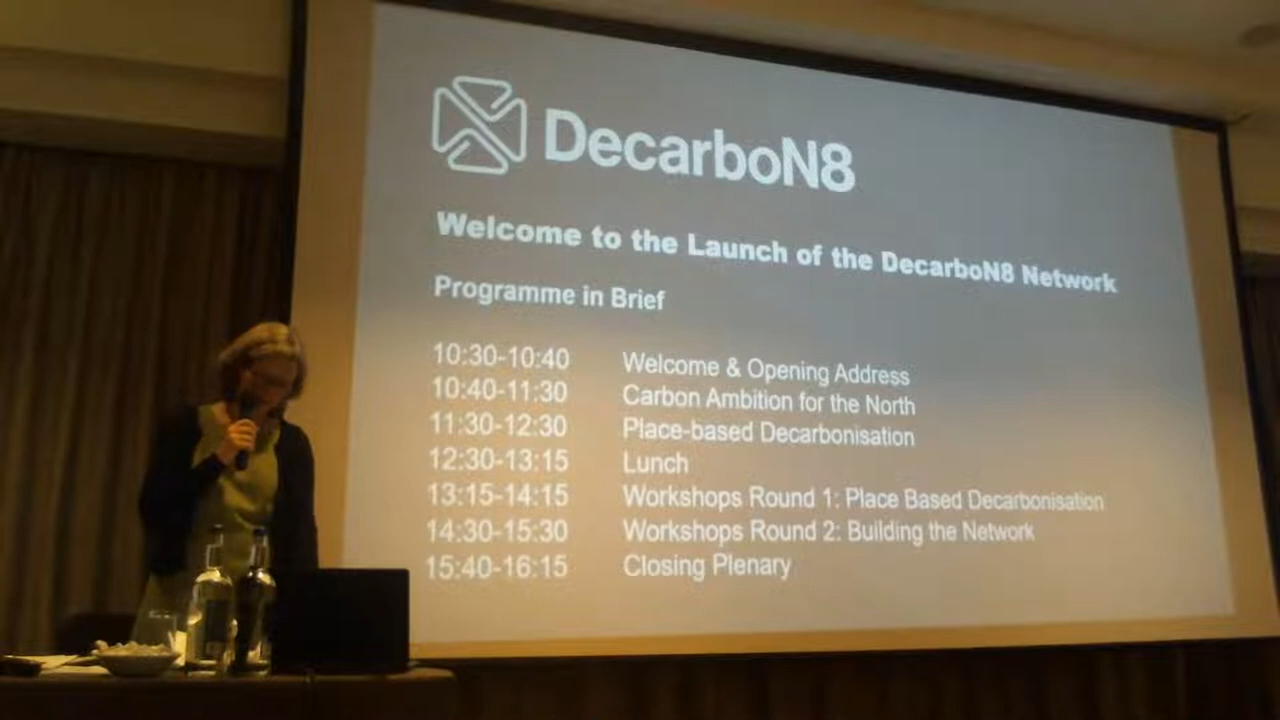 DecarboN8
Welcome to the Launch of the DecarboN8 Network
Programme in Brief
10:30-10:40 Welcome & Opening Address
10:40-11:30 Carbon Ambition for the North
11:30-12:30 Place-based Decarbonisation
12:30-13:15 Lunch
13:15-14:15 Workshops Round 1: Place Based Decarbonisation
14:30-15:30 Workshops Round 2: Building the Network
15:40-16:15 Closing Plenary